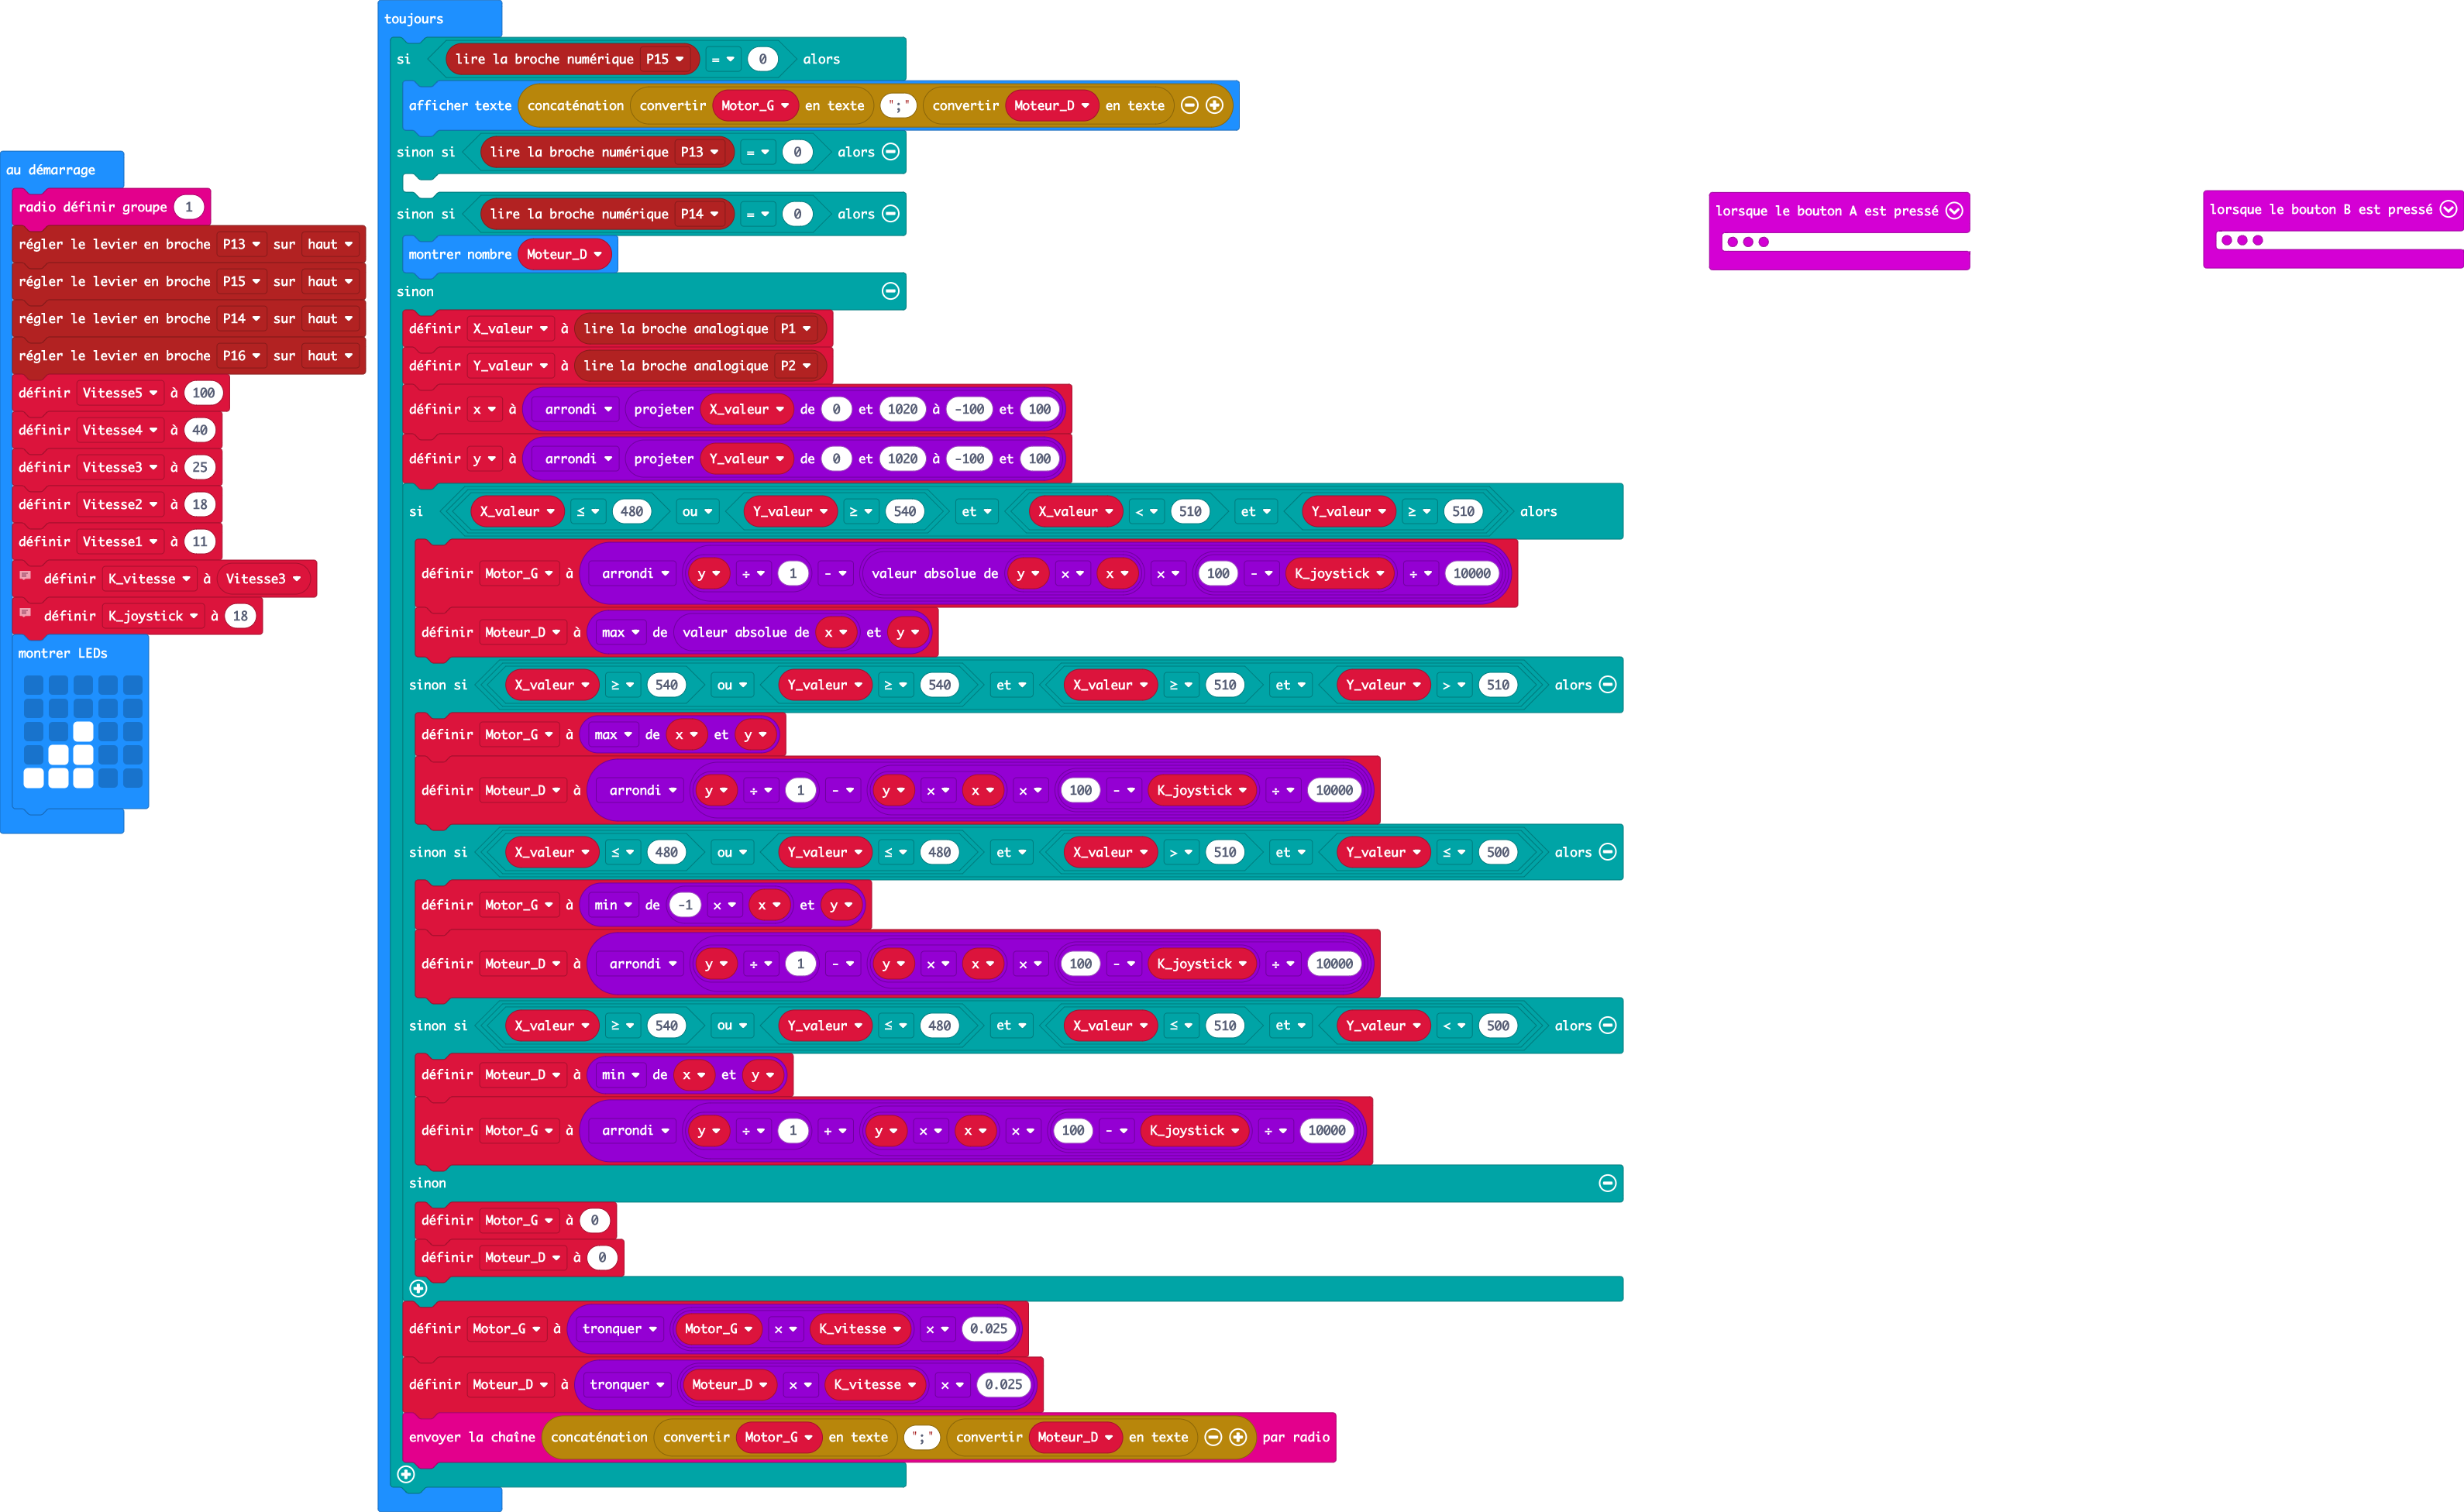 au démarrage
radio définir groupe 1
régler le levier en broche P13 sur haut
régler le levier en broche P15 sur haut
régler le levier en broche P14 sur haut
régler le levier en broche P16 sur haut
définir Vitesse5 à 100
définir Vitesse4 à 40
définir Vitesse3 à 25
définir Vitesse2 à 18
définir Vitesse1 à 11
définir K_vitesse à Vitesse3
définir K_joystick à 18
montrer LEDs
toujours
si lire la broche numérique P15 = 0 alors
afficher texte concaténation convertir Motor_G en texte ";" convertir Moteur_D en texte
sinon si lire la broche numérique P13 = 0 alors
sinon si lire la broche numérique P14 = 0 alors
montrer nombre Moteur_D
sinon
définir X_valeur à lire la broche analogique P1
définir Y_valeur à lire la broche analogique P2
définir x à arrondi projeter X_valeur de 0 et 1020 à -100 et 100
définir y à arrondi projeter Y_valeur de 0 et 1020 à -100 et 100
si X_valeur ≤ 480 ou Y_valeur ≥ 540 et X_valeur < 510 et Y_valeur ≥ 510 alors
définir Motor_G à arrondi y ÷ 1 - valeur absolue de y × x × 100 - K_joystick ÷ 10000
définir Moteur_D à max de valeur absolue de x et y
sinon si X_valeur ≥ 540 ou Y_valeur ≥ 540 et X_valeur ≥ 510 et Y_valeur > 510 alors
définir Motor_G à max de x et y
définir Moteur_D à arrondi y ÷ 1 - y × x × 100 - K_joystick ÷ 10000
sinon si X_valeur ≤ 480 ou Y_valeur ≤ 480 et X_valeur > 510 et Y_valeur ≤ 500 alors
définir Motor_G à min de -1 × x et y
définir Moteur_D à arrondi y ÷ 1 - y × x × 100 - K_joystick ÷ 10000
sinon si X_valeur ≥ 540 ou Y_valeur ≤ 480 et X_valeur ≤ 510 et Y_valeur < 500 alors
définir Moteur_D à min de x et y
définir Motor_G à arrondi y ÷ 1 + y × x × 100 - K_joystick ÷ 10000
sinon
définir Motor_G à 0
définir Moteur_D à 0
définir Motor_G à tronquer Motor_G × K_vitesse × 0.025
définir Moteur_D à tronquer Moteur_D × K_vitesse × 0.025
envoyer la chaîne concaténation convertir Motor_G en texte ";" convertir Moteur_D en texte par radio
lorsque le bouton A est pressé
lorsque le bouton B est pressé